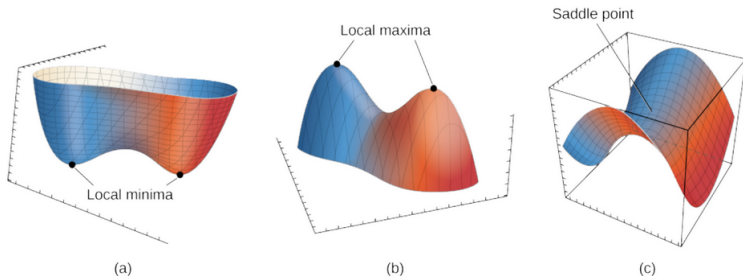 Saddle point
Local maxima
Local minima
(a)
(b)
(c)